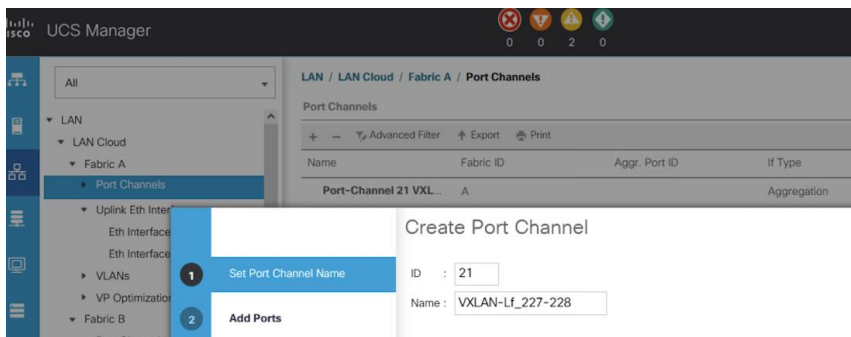 cisco UCS Manager
0 0 2 0
All
LAN / LAN Cloud / Fabric A / Port Channels
Port Channels
LAN
+ − Advanced Filter Export Print
LAN Cloud
Fabric A
Name Fabric ID Aggr. Port ID If Type
Port Channels
Port-Channel 21 VXL... A Aggregation
Uplink Eth Inter
Eth Interface
Eth Interface
VLANs
VP Optimization
Fabric B
Create Port Channel
1 Set Port Channel Name
ID : 21
Name : VXLAN-Lf_227-228
2 Add Ports